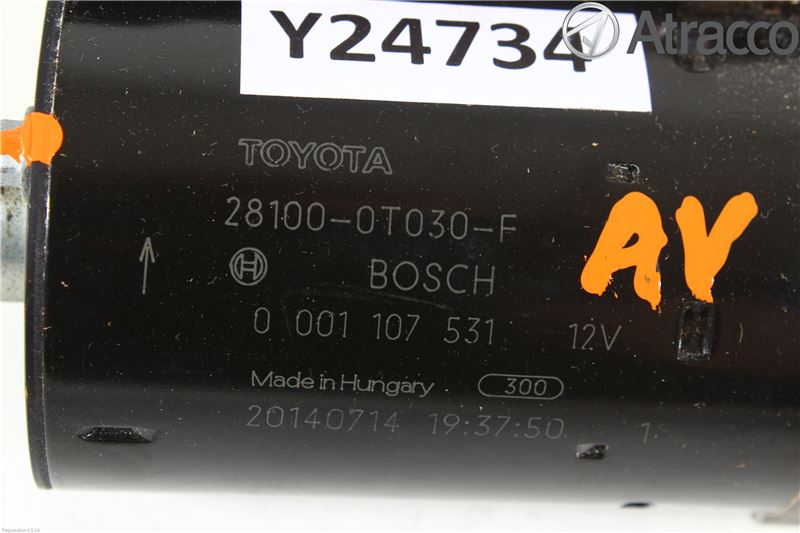 Y24734
Atracco
TOYOTA
28100-0T030-F
AV
BOSCH
0 001 107 531 12V
Made in Hungary 300
20140714 19:37:50 1